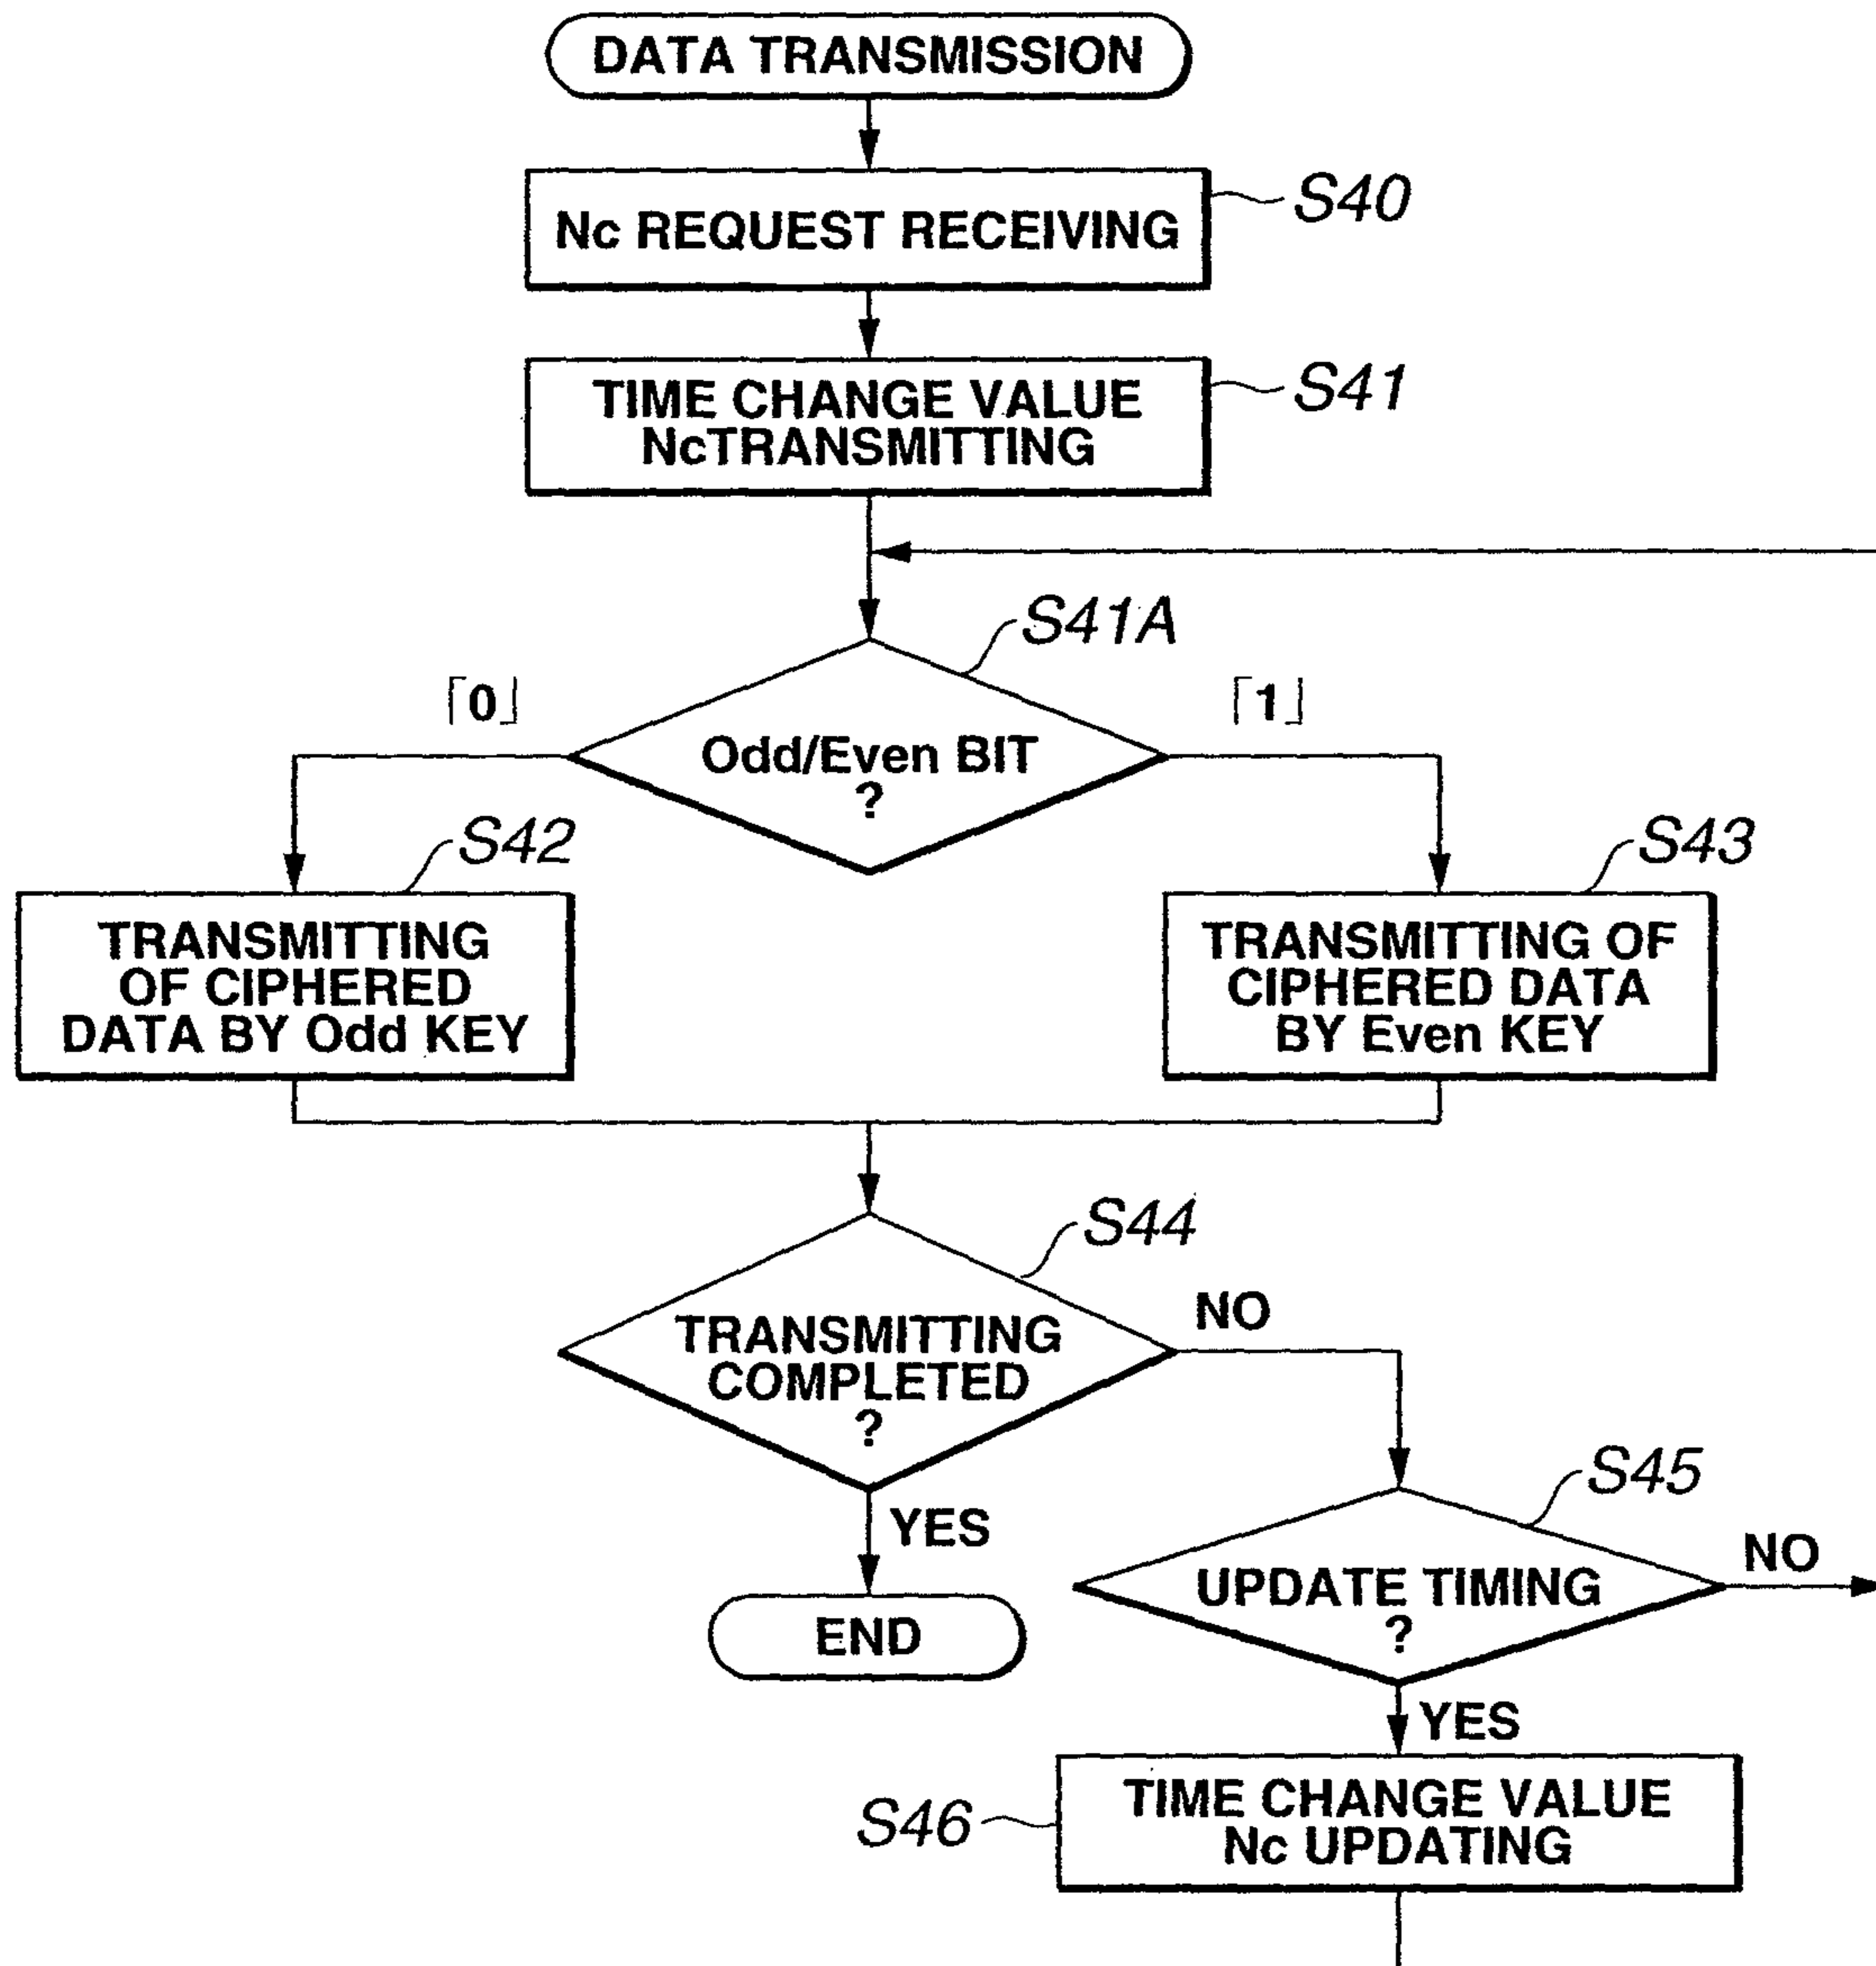 DATA TRANSMISSION
Nc REQUEST RECEIVING
S40
TIME CHANGE VALUE
NcTRANSMITTING
S41
S41A
「0」
「1」
Odd/Even BIT
?
S42
S43
TRANSMITTING
OF CIPHERED
DATA BY Odd KEY
TRANSMITTING OF
CIPHERED DATA
BY Even KEY
S44
NO
TRANSMITTING
COMPLETED
?
S45
YES
NO
UPDATE TIMING
?
END
YES
TIME CHANGE VALUE
Nc UPDATING
S46